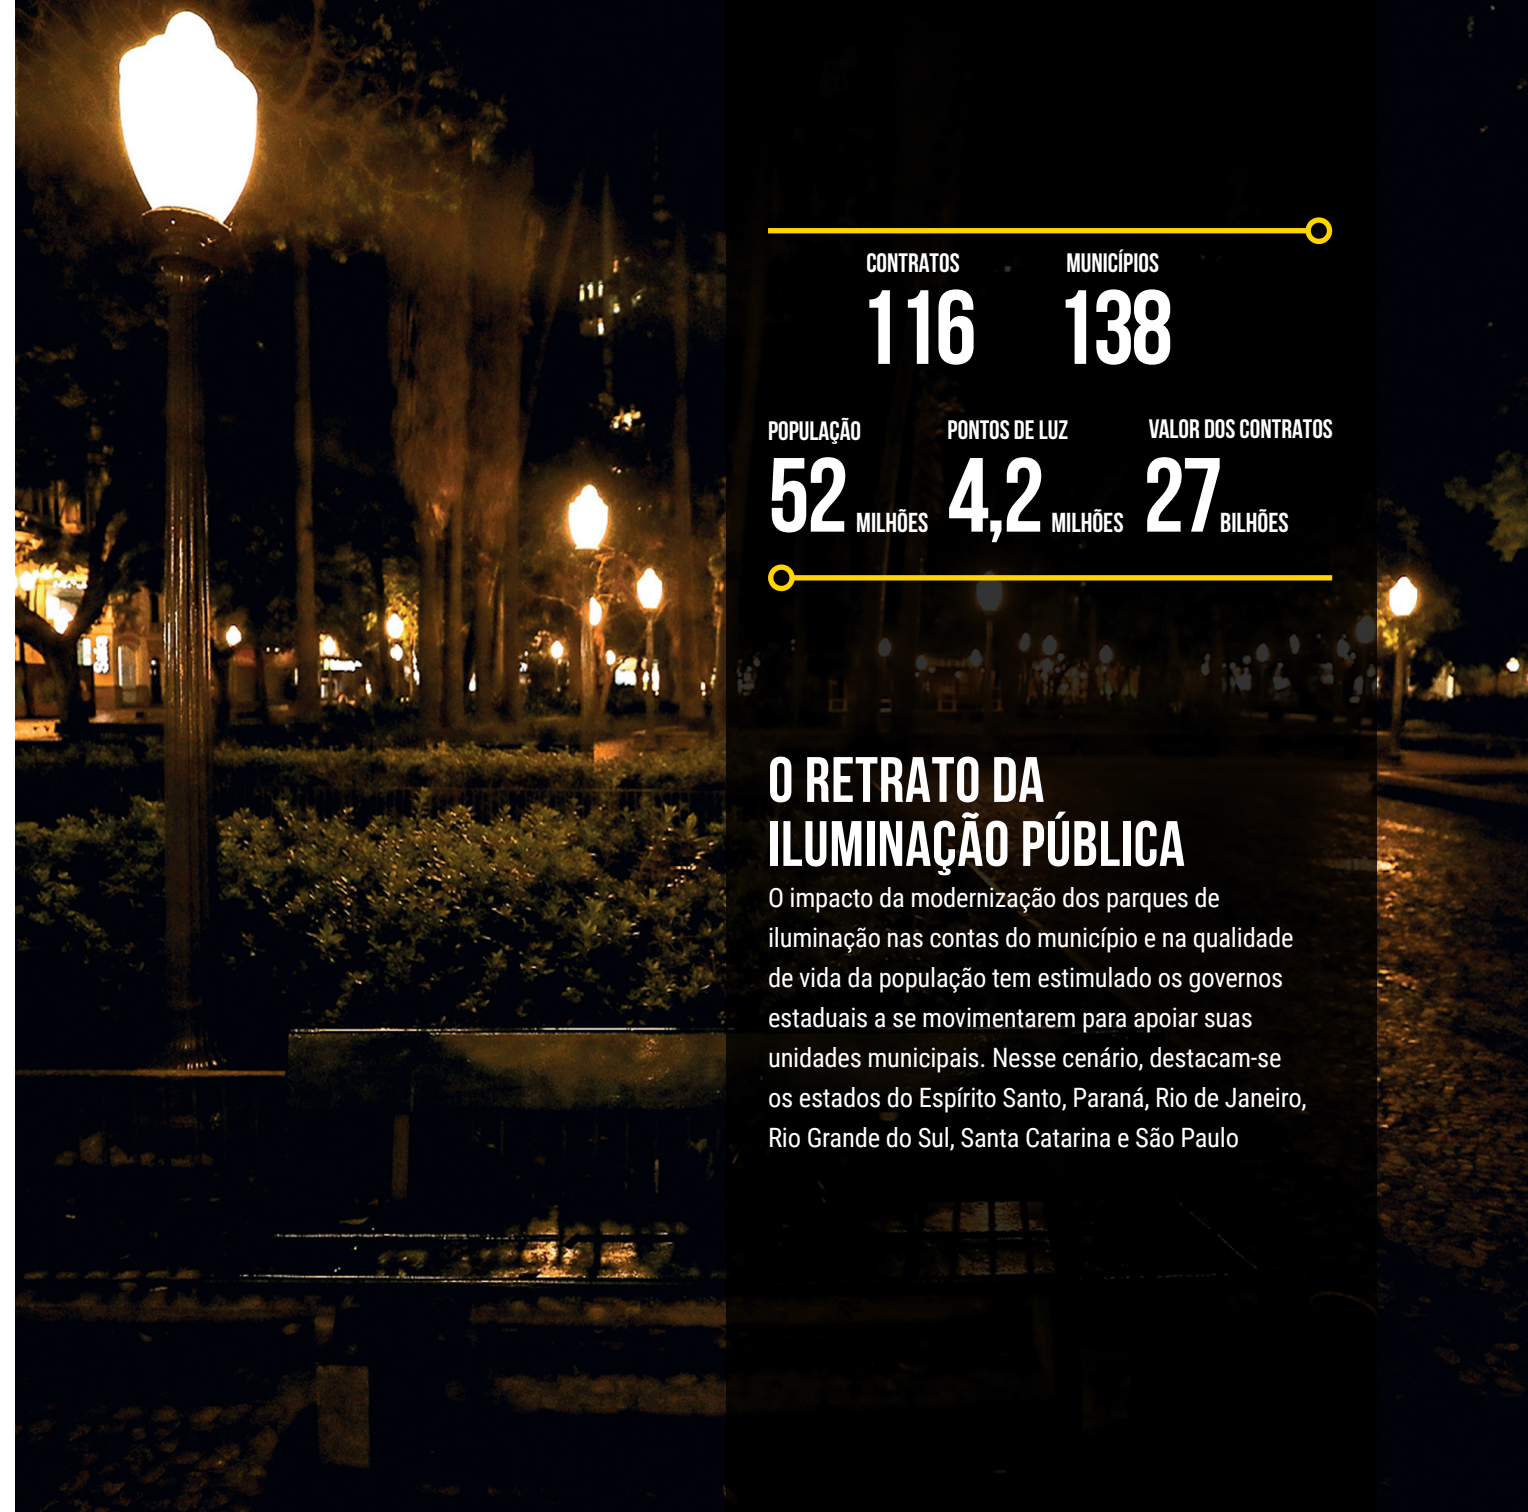 CONTRATOS MUNICÍPIOS
116 138
POPULAÇÃO PONTOS DE LUZ VALOR DOS CONTRATOS
52 MILHÕES 4,2 MILHÕES 27 BILHÕES
O RETRATO DA
ILUMINAÇÃO PÚBLICA
O impacto da modernização dos parques de
iluminação nas contas do município e na qualidade
de vida da população tem estimulado os governos
estaduais a se movimentarem para apoiar suas
unidades municipais. Nesse cenário, destacam-se
os estados do Espírito Santo, Paraná, Rio de Janeiro,
Rio Grande do Sul, Santa Catarina e São Paulo